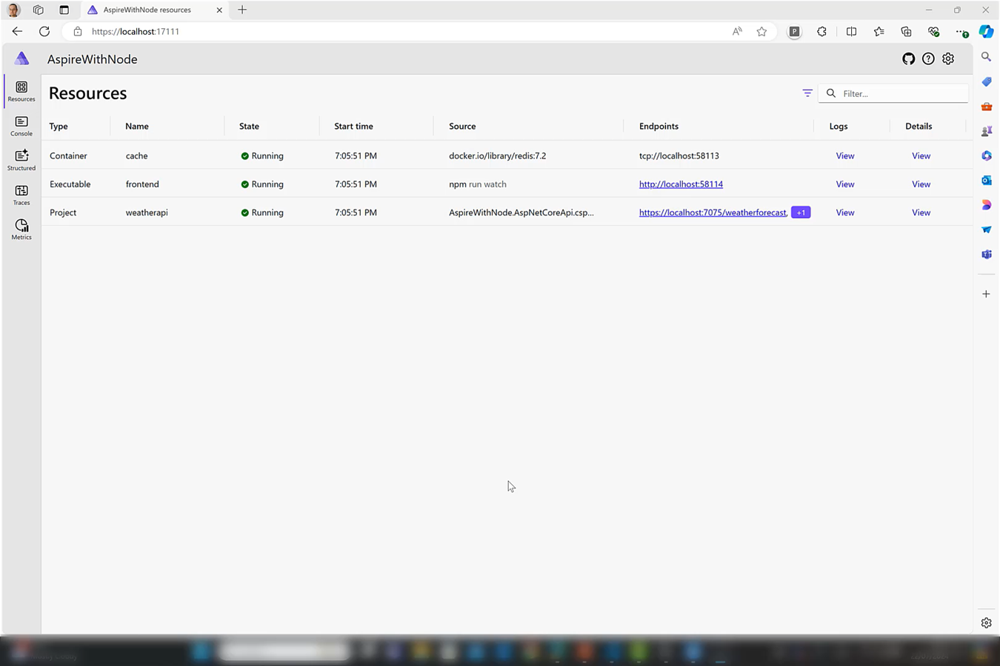 AspireWithNode resources
https://localhost:17111
P
AspireWithNode
Resources
Console
Structured
Traces
Metrics
Resources
Filter...
Type Name State Start time Source Endpoints Logs Details
Container cache Running 7:05:51 PM docker.io/library/redis:7.2 tcp://localhost:58113 View View
Executable frontend Running 7:05:51 PM npm run watch http://localhost:58114 View View
Project weatherapi Running 7:05:51 PM AspireWithNode.AspNetCoreApi.csp... https://localhost:7075/weatherforecast, +1 View View